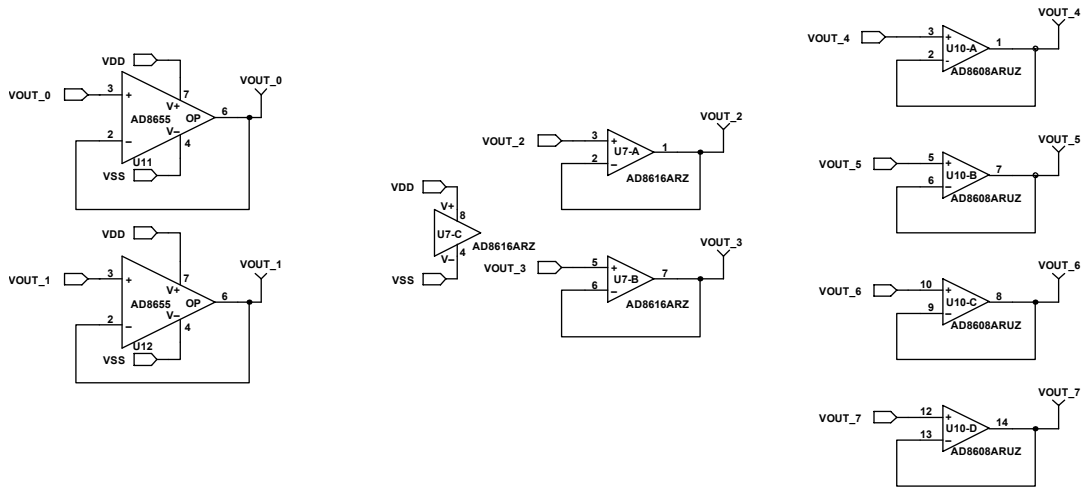 VDD
VOUT_0
3
7
V+
AD8655
OP
6
VOUT_0
2
V−
4
U11
VSS
VDD
VOUT_1
3
7
V+
AD8655
OP
6
VOUT_1
2
V−
4
U12
VSS
VDD
V+
8
U7-C
AD8616ARZ
V−
4
VSS
VOUT_2
3
U7-A
1
VOUT_2
2
AD8616ARZ
VOUT_3
5
U7-B
7
VOUT_3
6
AD8616ARZ
VOUT_4
3
U10-A
1
VOUT_4
2
AD8608ARUZ
VOUT_5
5
U10-B
7
VOUT_5
6
AD8608ARUZ
VOUT_6
10
U10-C
8
VOUT_6
9
AD8608ARUZ
VOUT_7
12
U10-D
14
VOUT_7
13
AD8608ARUZ